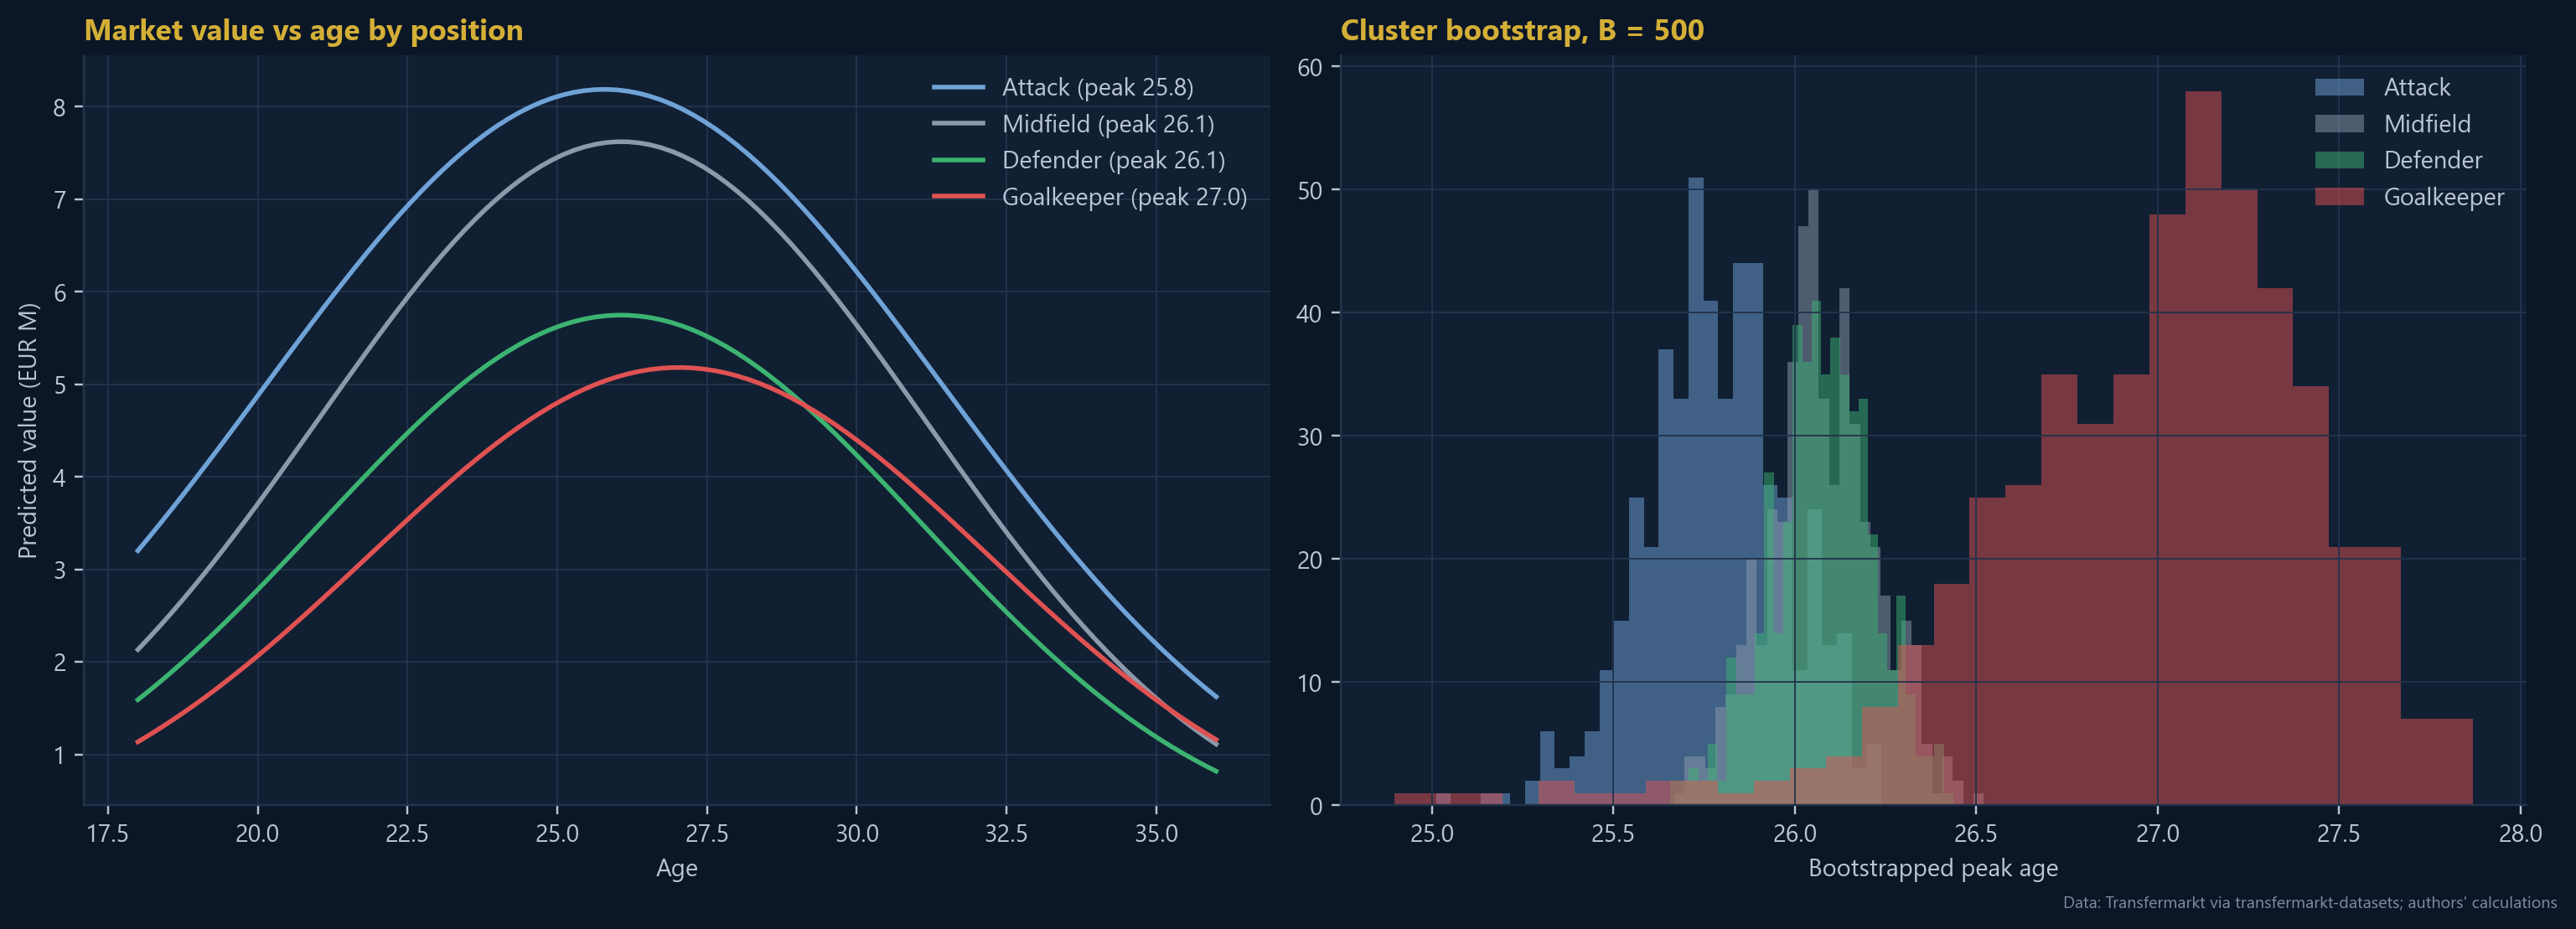 Market value vs age by position
Predicted value (EUR M)
8
7
6
5
4
3
2
1
17.5 20.0 22.5 25.0 27.5 30.0 32.5 35.0
Age
Attack (peak 25.8)
Midfield (peak 26.1)
Defender (peak 26.1)
Goalkeeper (peak 27.0)
Cluster bootstrap, B = 500
60
50
40
30
20
10
0
25.0 25.5 26.0 26.5 27.0 27.5 28.0
Bootstrapped peak age
Attack
Midfield
Defender
Goalkeeper
Data: Transfermarkt via transfermarkt-datasets; authors' calculations